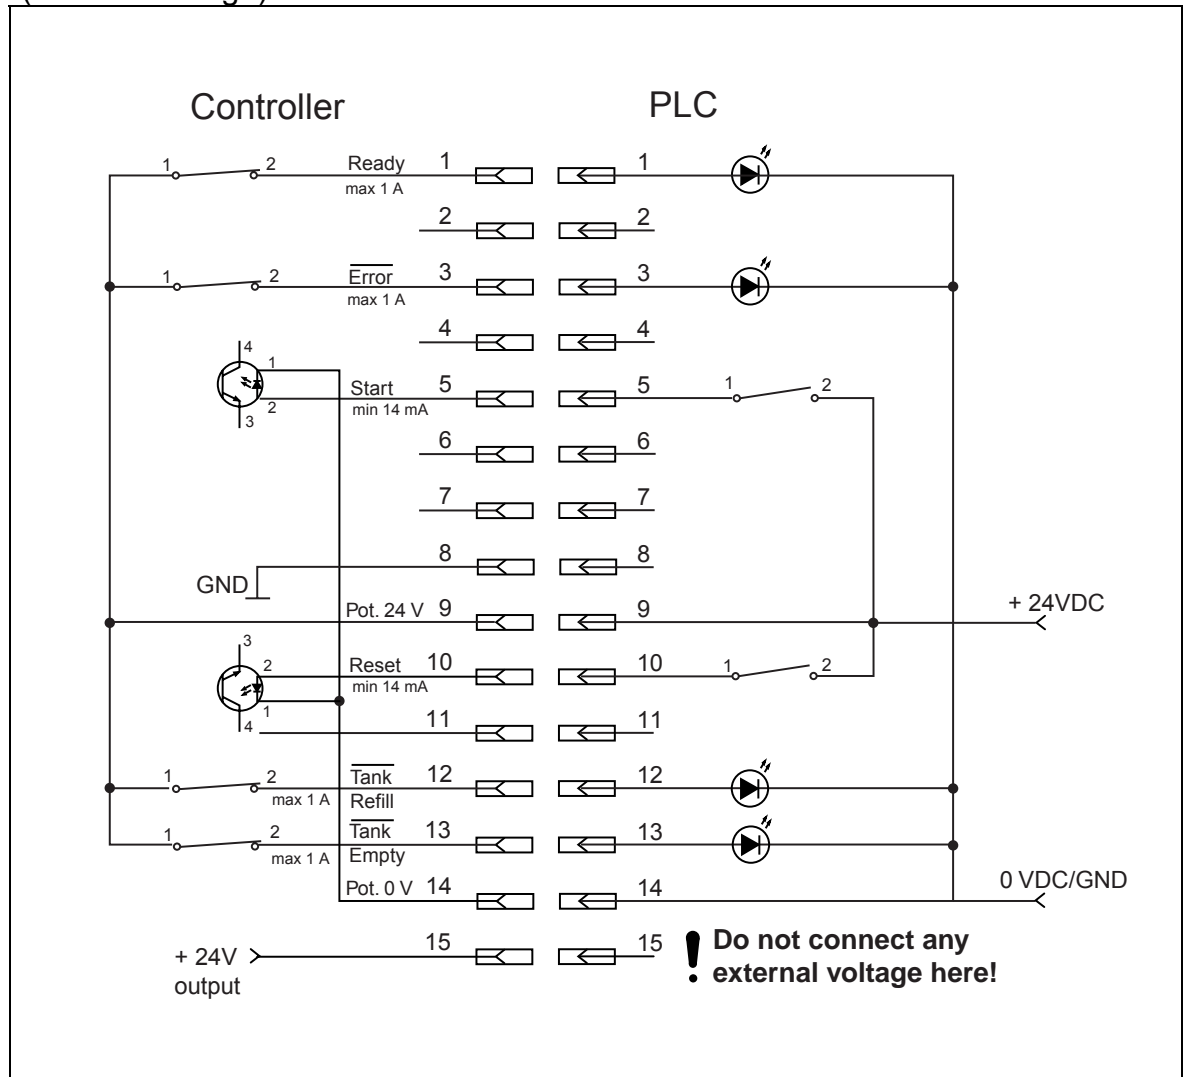 Controller PLC
1 2 Ready 1 1
max 1 A
2 2
1 2 Error 3 3
max 1 A
4 4
4
1
Start 5 5 1 2
2 min 14 mA
3
6 6
7 7
8 8
GND
Pot. 24 V 9 9 + 24VDC
3
2 Reset 10 10 1 2
min 14 mA
1
4 11 11
1 2 Tank 12 12
max 1 A Refill
1 2 Tank 13 13
max 1 A Empty
Pot. 0 V 14 14 0 VDC/GND
15 15 ! Do not connect any
+ 24V external voltage here!
output